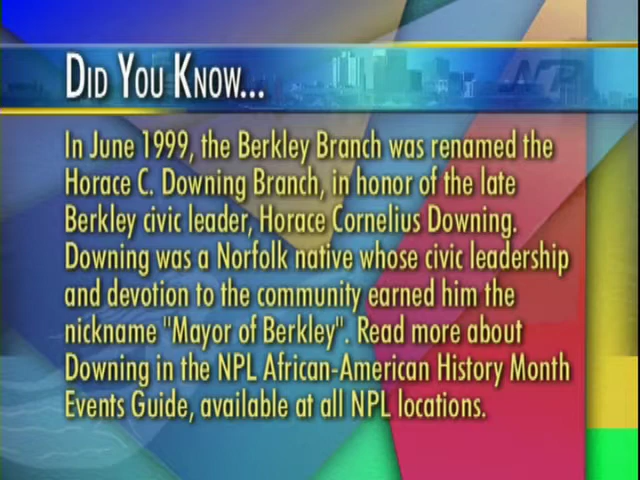 Did You Know...
In June 1999, the Berkley Branch was renamed the
Horace C. Downing Branch, in honor of the late
Berkley civic leader, Horace Cornelius Downing.
Downing was a Norfolk native whose civic leadership
and devotion to the community earned him the
nickname "Mayor of Berkley". Read more about
Downing in the NPL African-American History Month
Events Guide, available at all NPL locations.